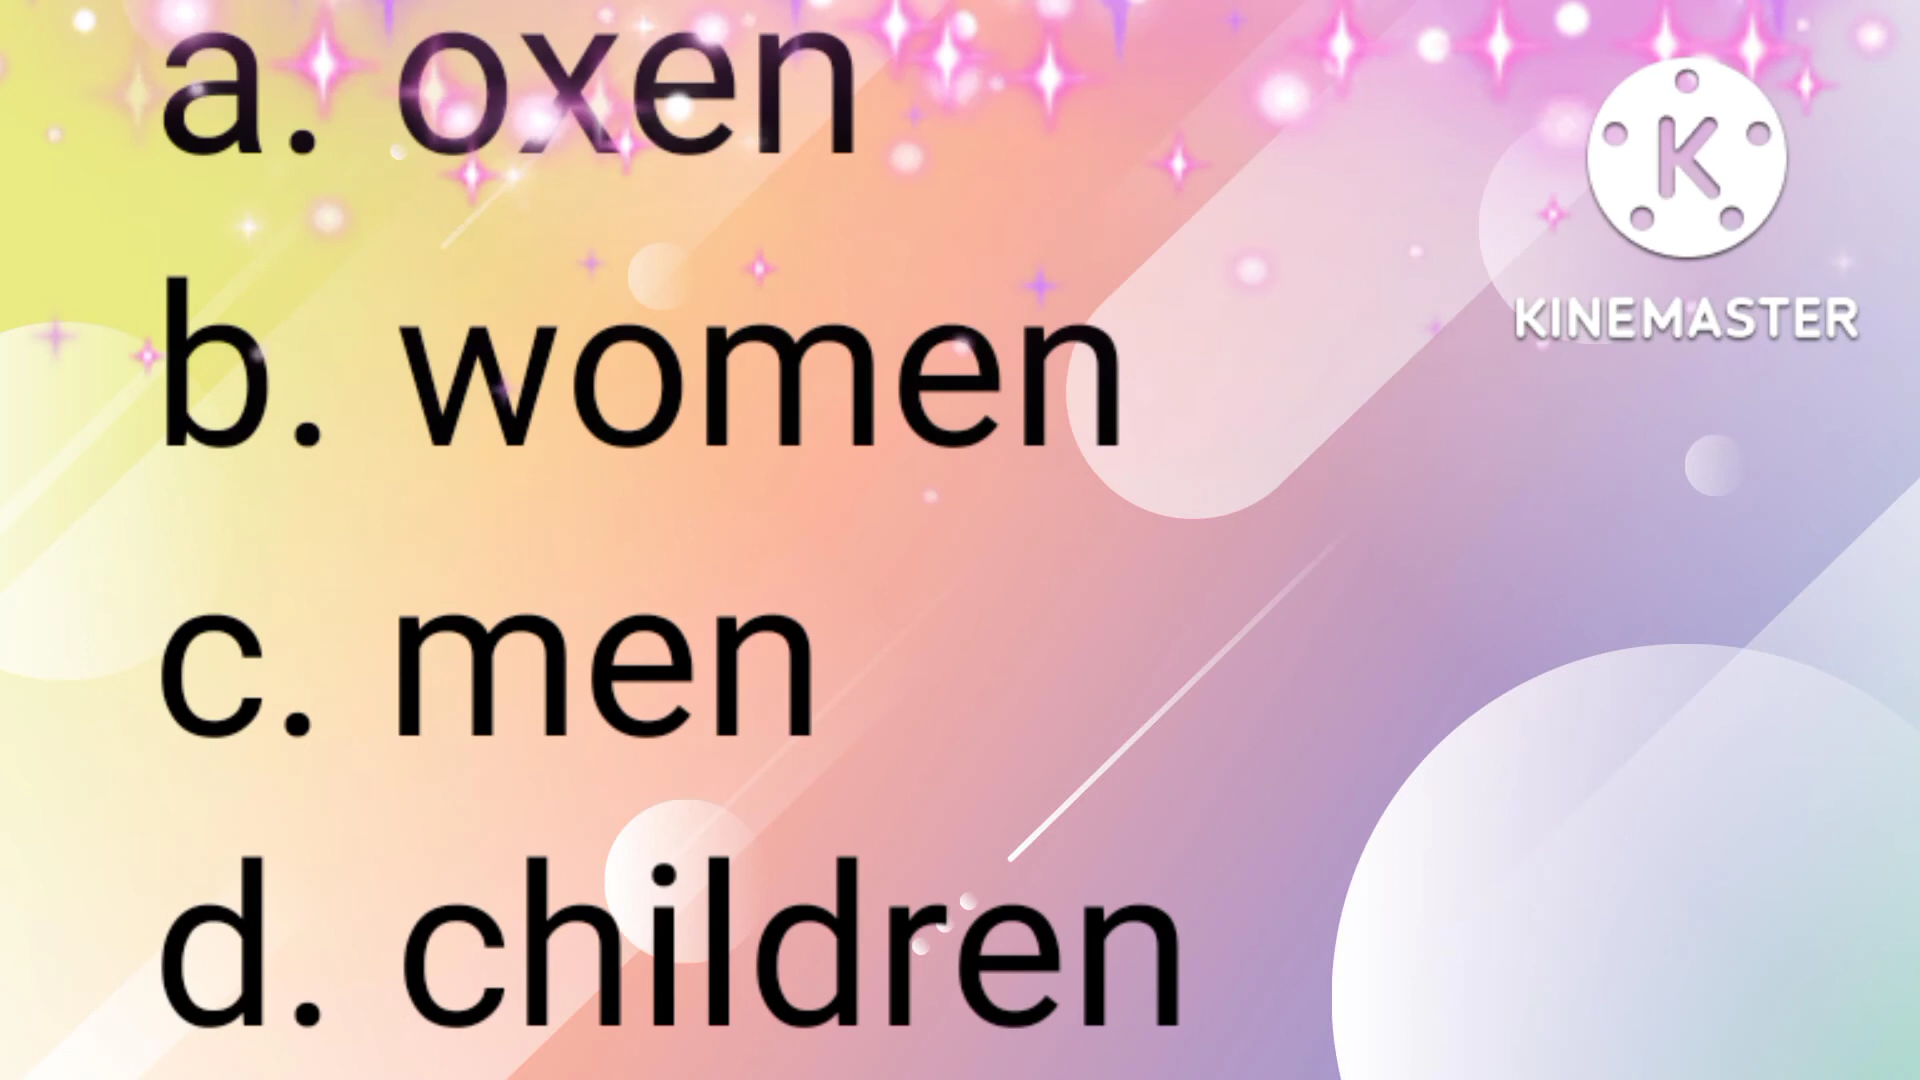 a. oxen
KINEMASTER
b. women
c. men
d. children